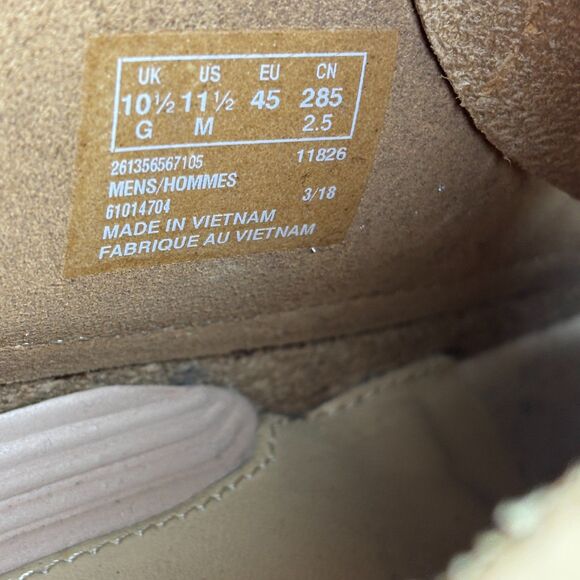 UK US EU CN
10½ 11½ 45 285
G M 2.5
261356567105 11826
MENS/HOMMES
61014704 3/18
MADE IN VIETNAM
FABRIQUE AU VIETNAM